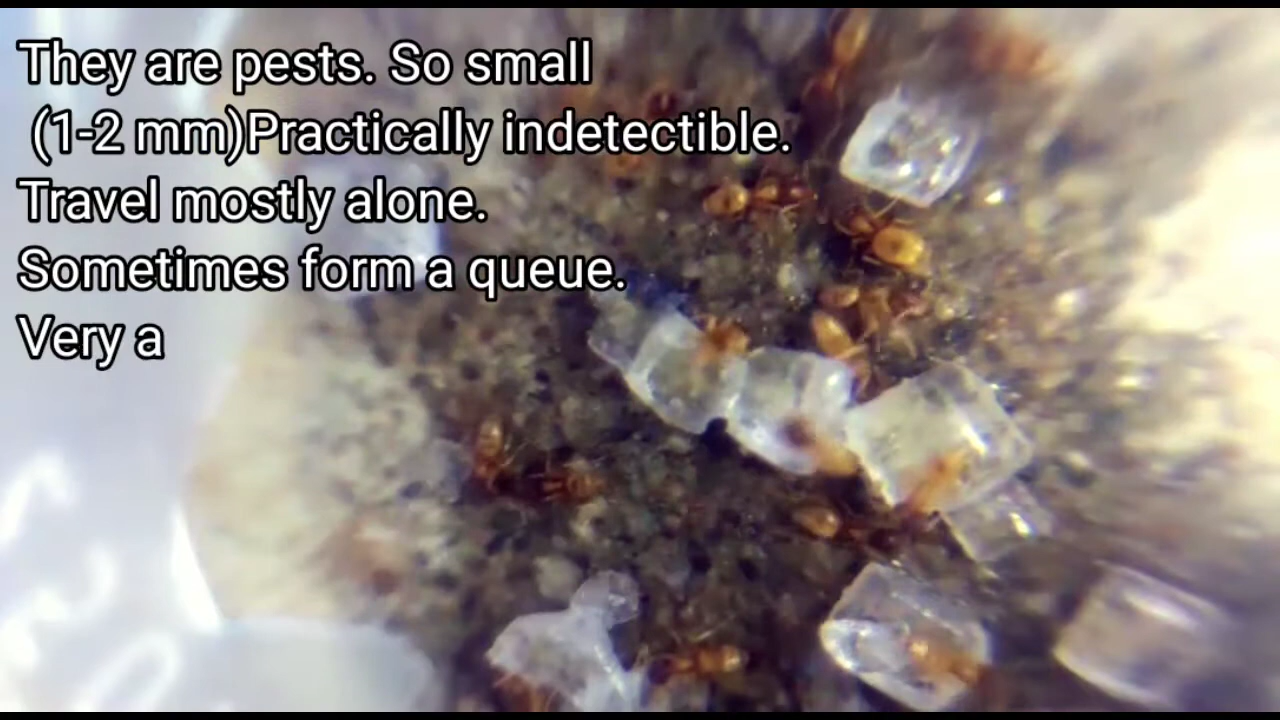 They are pests. So small
(1-2 mm)Practically indetectible.
Travel mostly alone.
Sometimes form a queue.
Very a